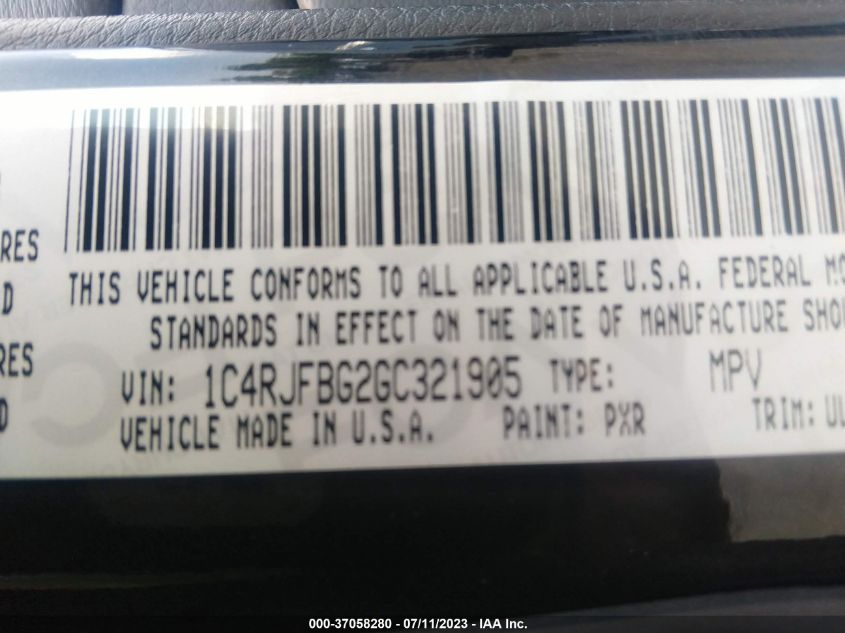 RES
THIS VEHICLE CONFORMS TO ALL APPLICABLE U.S.A. FEDERAL MO
D
STANDARDS IN EFFECT ON THE DATE OF MANUFACTURE SHO
RES
VIN: 1C4RJFBG2GC321905 TYPE: MPV
D
VEHICLE MADE IN U.S.A. PAINT: PXR TRIM: UL
000-37058280 - 07/11/2023 - IAA Inc.